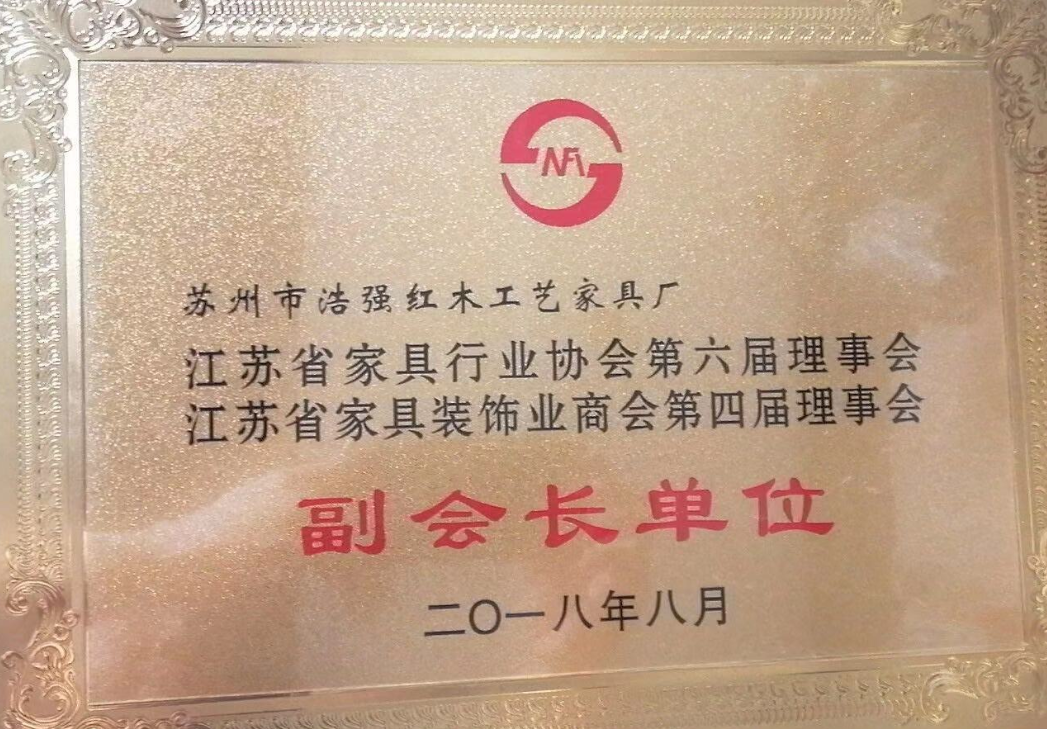 NFI
苏州市浩强红木工艺家具厂
江苏省家具行业协会第六届理事会
江苏省家具装饰业商会第四届理事会
副会长单位
二〇一八年八月